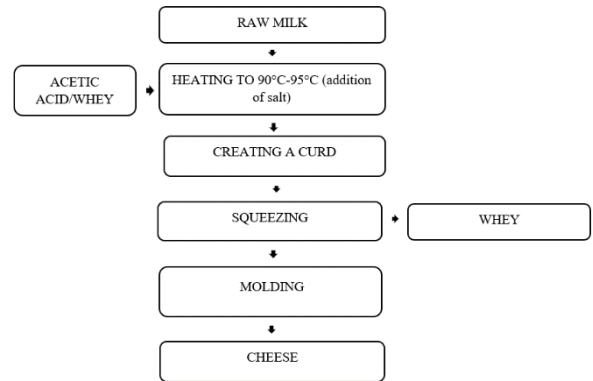 RAW MILK
ACETIC
ACID/WHEY
HEATING TO 90°C-95°C (addition
of salt)
CREATING A CURD
SQUEEZING
WHEY
MOLDING
CHEESE